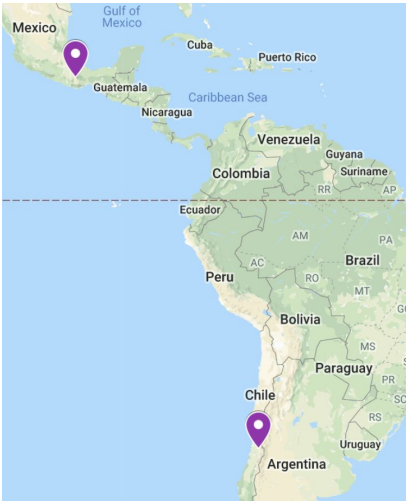 Gulf of
Mexico
Mexico
Cuba
Puerto Rico
Guatemala
Caribbean Sea
Nicaragua
Venezuela
Guyana
Colombia
Suriname
RR
AP
Ecuador
AM
PA
Brazil
AC
Peru
RO
MT
Bolivia
MS
Paraguay
PR
Chile
SC
RS
Uruguay
Argentina